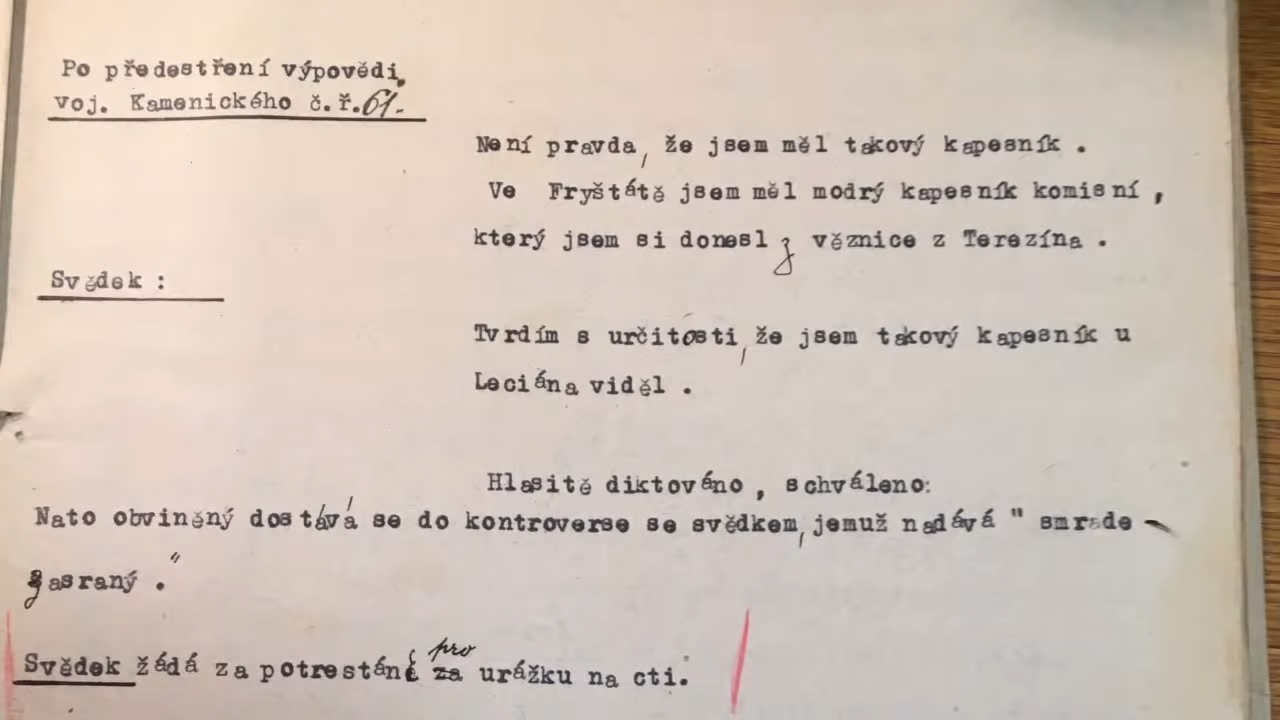 Po předestření výpovědi,
voj. Kamenického č.ř.61.
Není pravda, že jsem měl takový kapesník .
Ve Fryštátě jsem měl modrý kapesník komisní ,
který jsem si donesl z věznice z Terezína .
Svědek :
Tvrdím s určitosti, že jsem takový kapesník u
Leciána viděl .
Hlasitě diktováno , schváleno:
Nato obviněný dostává se do kontroverse se svědkem, jemuž nadává " smrade
zasraný . "
Svědek žádá za potrestání za pro urážku na cti.